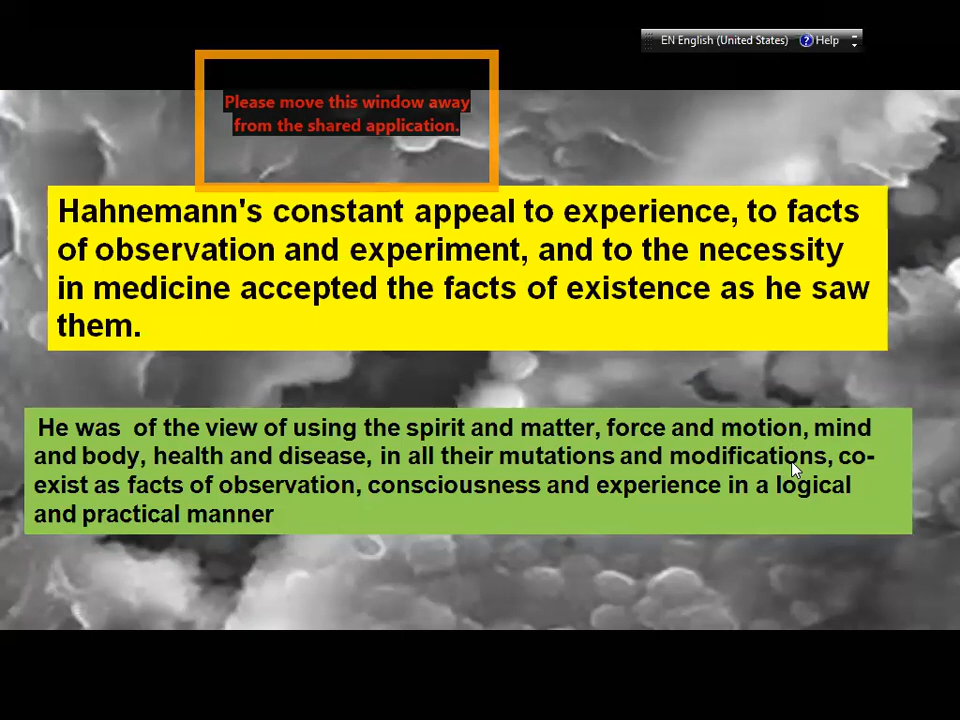 EN English (United States) ? Help
Please move this window away
from the shared application.
Hahnemann's constant appeal to experience, to facts
of observation and experiment, and to the necessity
in medicine accepted the facts of existence as he saw
them.
He was of the view of using the spirit and matter, force and motion, mind
and body, health and disease, in all their mutations and modifications, co-
exist as facts of observation, consciousness and experience in a logical
and practical manner